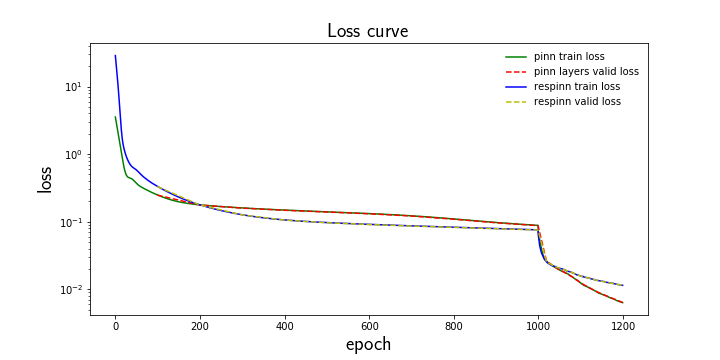 Loss curve
pinn train loss
pinn layers valid loss
respinn train loss
respinn valid loss
loss
10¹
10⁰
10⁻¹
10⁻²
0 200 400 600 800 1000 1200
epoch